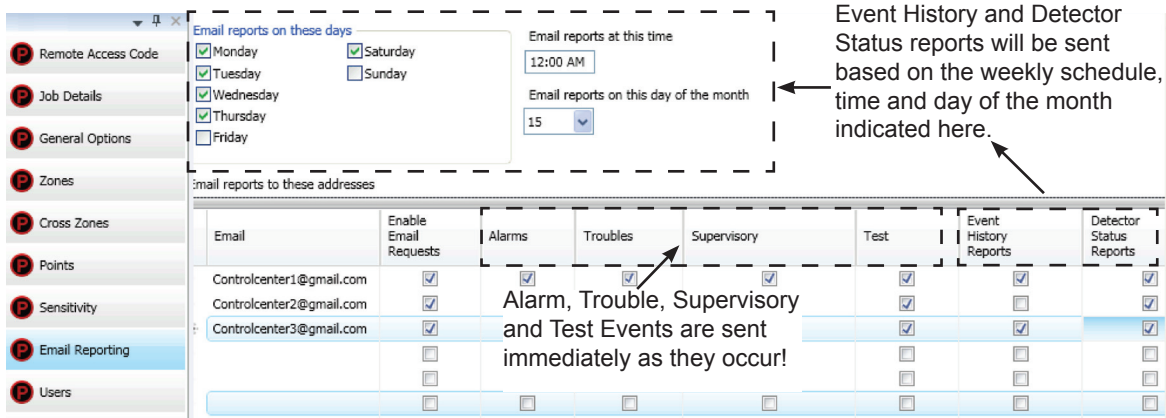 Remote Access Code
Job Details
General Options
Zones
Cross Zones
Points
Sensitivity
Email Reporting
Users
Email reports on these days
Monday
Tuesday
Wednesday
Thursday
Friday
Saturday
Sunday
Email reports at this time
12:00 AM
Email reports on this day of the month
15
Event History and Detector
Status reports will be sent
based on the weekly schedule,
time and day of the month
indicated here.
Email reports to these addresses
Email
Enable
Email
Requests
Alarms
Troubles
Supervisory
Test
Event
History
Reports
Detector
Status
Reports
Controlcenter1@gmail.com
Controlcenter2@gmail.com
Controlcenter3@gmail.com
Alarm, Trouble, Supervisory
and Test Events are sent
immediately as they occur!